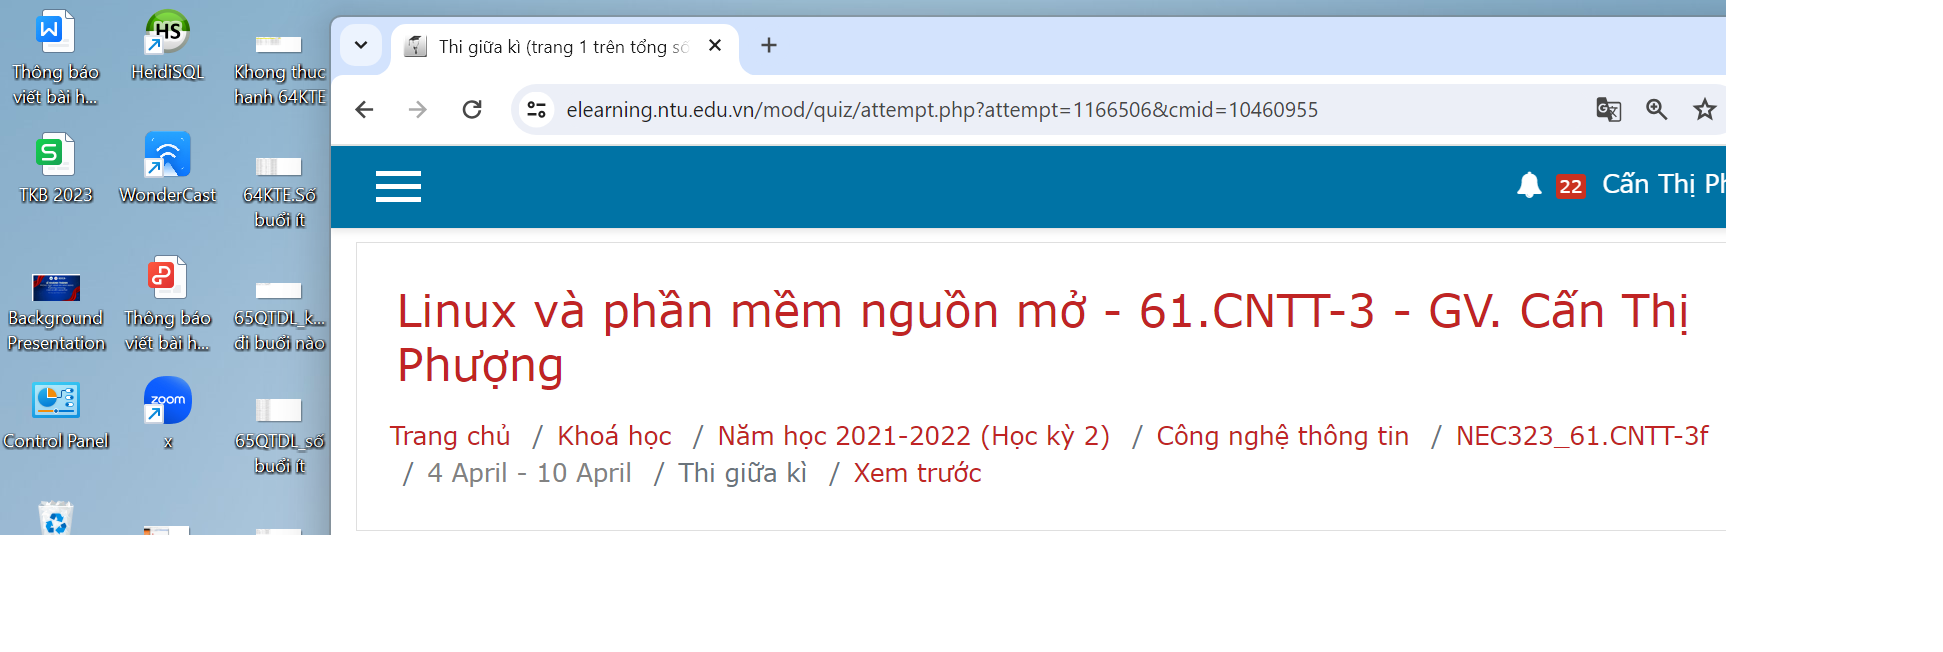 Thông báo
viết bài h...
HeidiSQL
Khong thuc
hanh 64KTE
TKB 2023
WonderCast
64KTE.Số
buổi ít
Background
Presentation
Thông báo
viết bài h...
65QTDL_k...
đi buổi nào
Control Panel
zoom
x
65QTDL_số
buổi ít
Thi giữa kì (trang 1 trên tổng số
elearning.ntu.edu.vn/mod/quiz/attempt.php?attempt=1166506&cmid=10460955
22 Cấn Thị Ph
Linux và phần mềm nguồn mở - 61.CNTT-3 - GV. Cấn Thị
Phượng
Trang chủ / Khoá học / Năm học 2021-2022 (Học kỳ 2) / Công nghệ thông tin / NEC323_61.CNTT-3f
/ 4 April - 10 April / Thi giữa kì / Xem trước